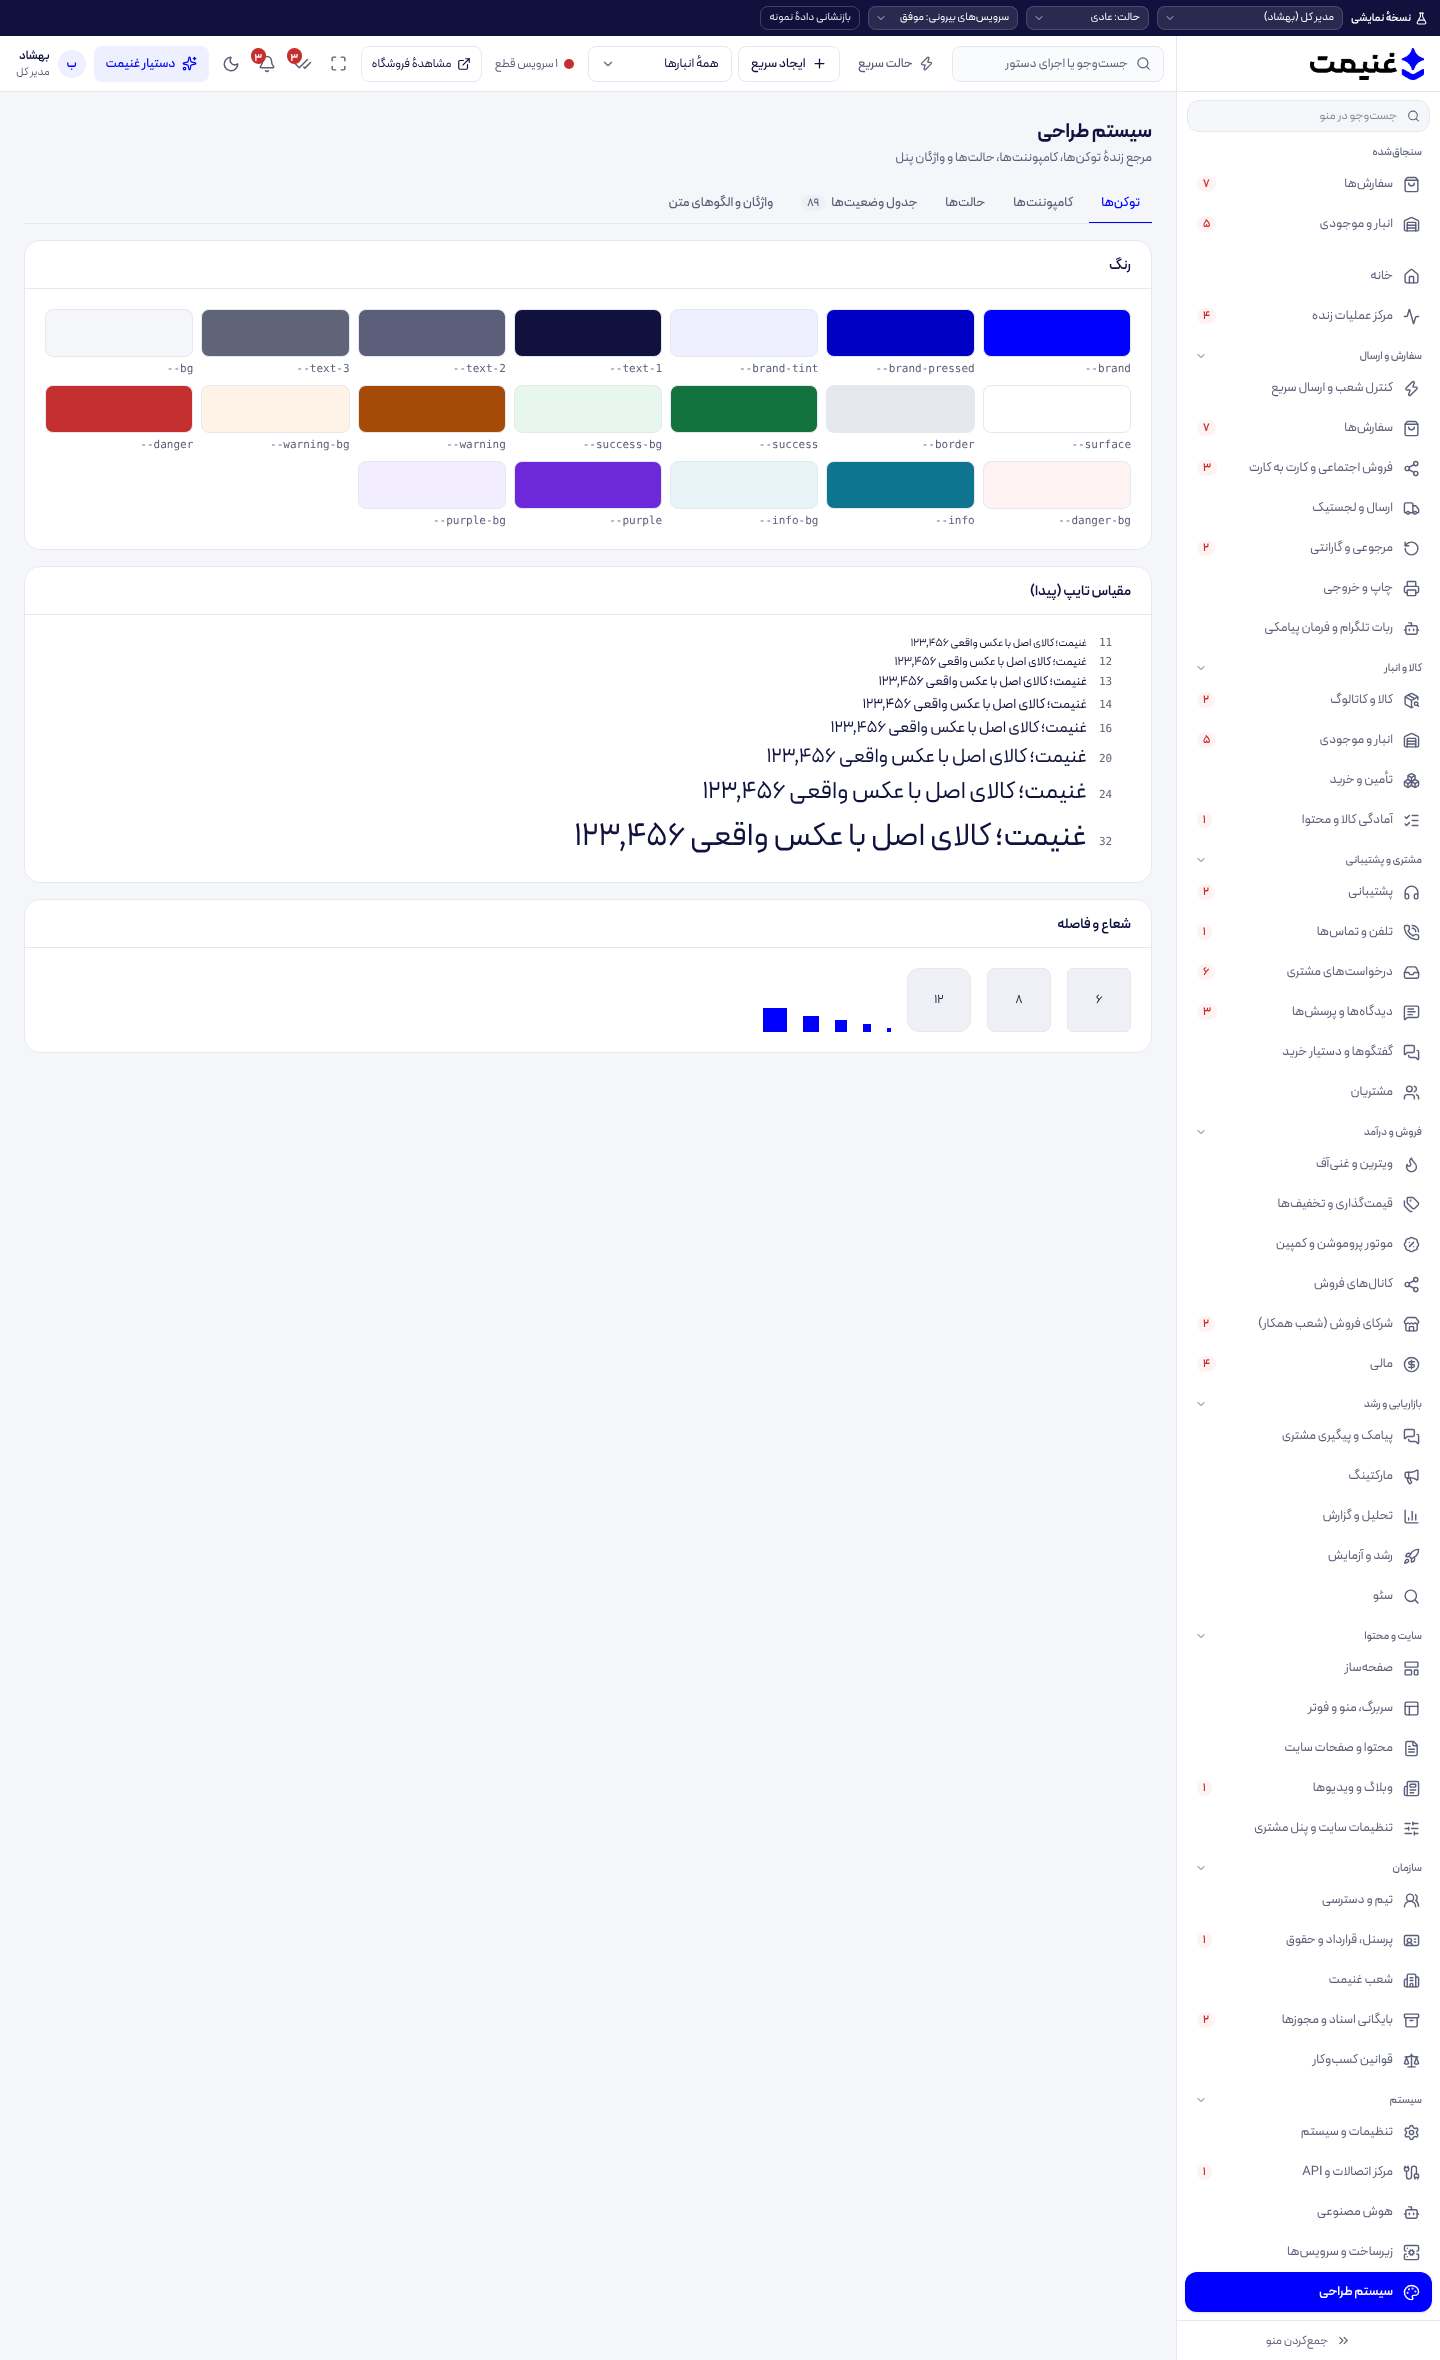 نسخهٔ نمایشی
مدیر کل (بهشاد)
حالت: عادی
سرویس‌های بیرونی: موفق
بازنشانی دادهٔ نمونه
غنیمت
جست‌وجو یا اجرای دستور
حالت سریع
ایجاد سریع
همهٔ انبارها
۱ سرویس قطع
مشاهدهٔ فروشگاه
۳
۳
دستیار غنیمت
ب
بهشاد
مدیر کل
جست‌وجو در منو
سنجاق‌شده
سفارش‌ها ۷
انبار و موجودی ۵
خانه
مرکز عملیات زنده ۴
سفارش و ارسال
کنترل شعب و ارسال سریع
سفارش‌ها ۷
فروش اجتماعی و کارت به کارت ۳
ارسال و لجستیک
مرجوعی و گارانتی ۲
چاپ و خروجی
ربات تلگرام و فرمان پیامکی
کالا و انبار
کالا و کاتالوگ ۲
انبار و موجودی ۵
تأمین و خرید
آمادگی کالا و محتوا ۱
مشتری و پشتیبانی
پشتیبانی ۲
تلفن و تماس‌ها ۱
درخواست‌های مشتری ۶
دیدگاه‌ها و پرسش‌ها ۳
گفتگوها و دستیار خرید
مشتریان
فروش و درآمد
ویترین و غنی‌آف
قیمت‌گذاری و تخفیف‌ها
موتور پروموشن و کمپین
کانال‌های فروش
شرکای فروش (شعب همکار) ۲
مالی ۴
بازاریابی و رشد
پیامک و پیگیری مشتری
مارکتینگ
تحلیل و گزارش
رشد و آزمایش
سئو
سایت و محتوا
صفحه‌ساز
سربرگ، منو و فوتر
محتوا و صفحات سایت
وبلاگ و ویدیوها ۱
تنظیمات سایت و پنل مشتری
سازمان
تیم و دسترسی
پرسنل، قرارداد و حقوق ۱
شعب غنیمت
بایگانی اسناد و مجوزها ۲
قوانین کسب‌وکار
سیستم
تنظیمات و سیستم
مرکز اتصالات و API ۱
هوش مصنوعی
زیرساخت و سرویس‌ها
سیستم طراحی
جمع‌کردن منو
سیستم طراحی
مرجع زندهٔ توکن‌ها، کامپوننت‌ها، حالت‌ها و واژگان پنل
توکن‌ها
کامپوننت‌ها
حالت‌ها
جدول وضعیت‌ها ۸۹
واژگان و الگوهای متن
رنگ
--brand
--brand-pressed
--brand-tint
--text-1
--text-2
--text-3
--bg
--surface
--border
--success
--success-bg
--warning
--warning-bg
--danger
--danger-bg
--info
--info-bg
--purple
--purple-bg
مقیاس تایپ (پیدا)
11 غنیمت؛ کالای اصل با عکس واقعی ۱۲۳,۴۵۶
12 غنیمت؛ کالای اصل با عکس واقعی ۱۲۳,۴۵۶
13 غنیمت؛ کالای اصل با عکس واقعی ۱۲۳,۴۵۶
14 غنیمت؛ کالای اصل با عکس واقعی ۱۲۳,۴۵۶
16 غنیمت؛ کالای اصل با عکس واقعی ۱۲۳,۴۵۶
20 غنیمت؛ کالای اصل با عکس واقعی ۱۲۳,۴۵۶
24 غنیمت؛ کالای اصل با عکس واقعی ۱۲۳,۴۵۶
32 غنیمت؛ کالای اصل با عکس واقعی ۱۲۳,۴۵۶
شعاع و فاصله
۶
۸
۱۲